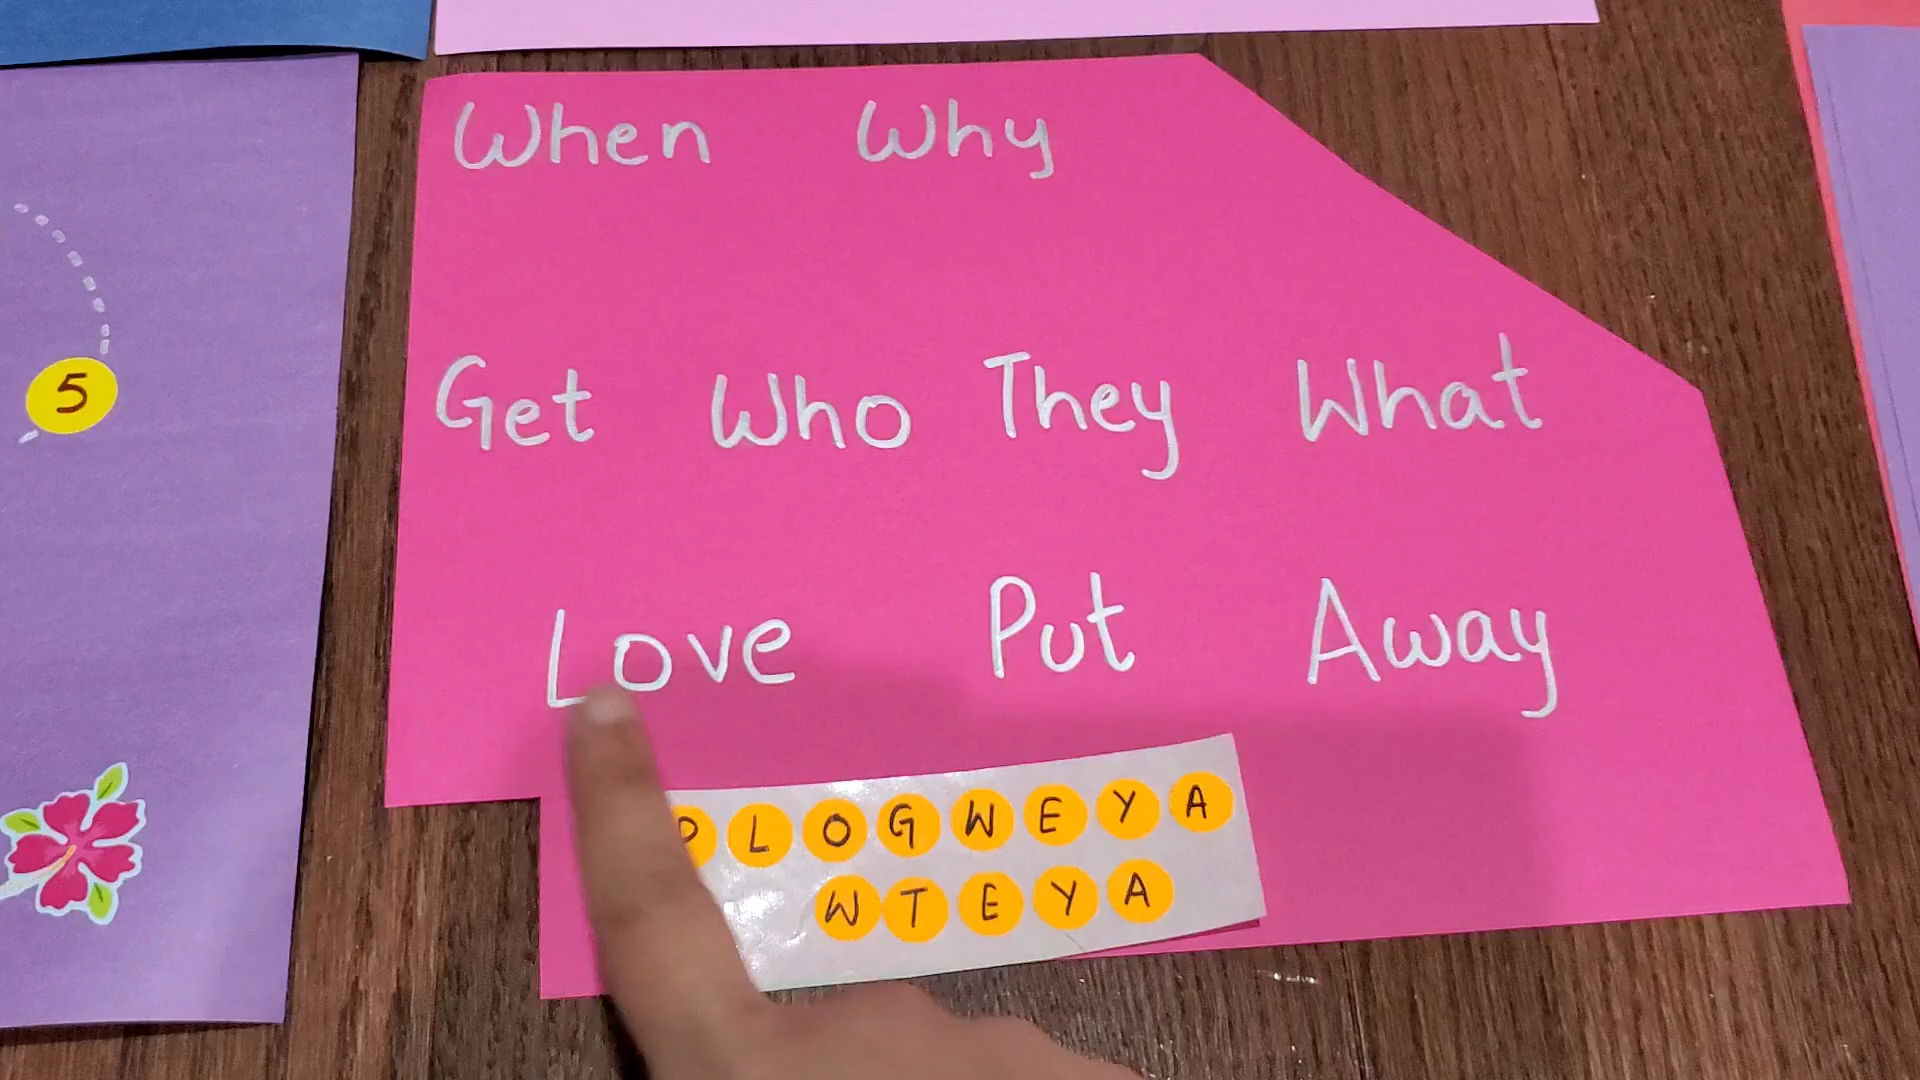 When Why
5
Get Who They What
Love Put Away
L O G W E Y A
W T E Y A